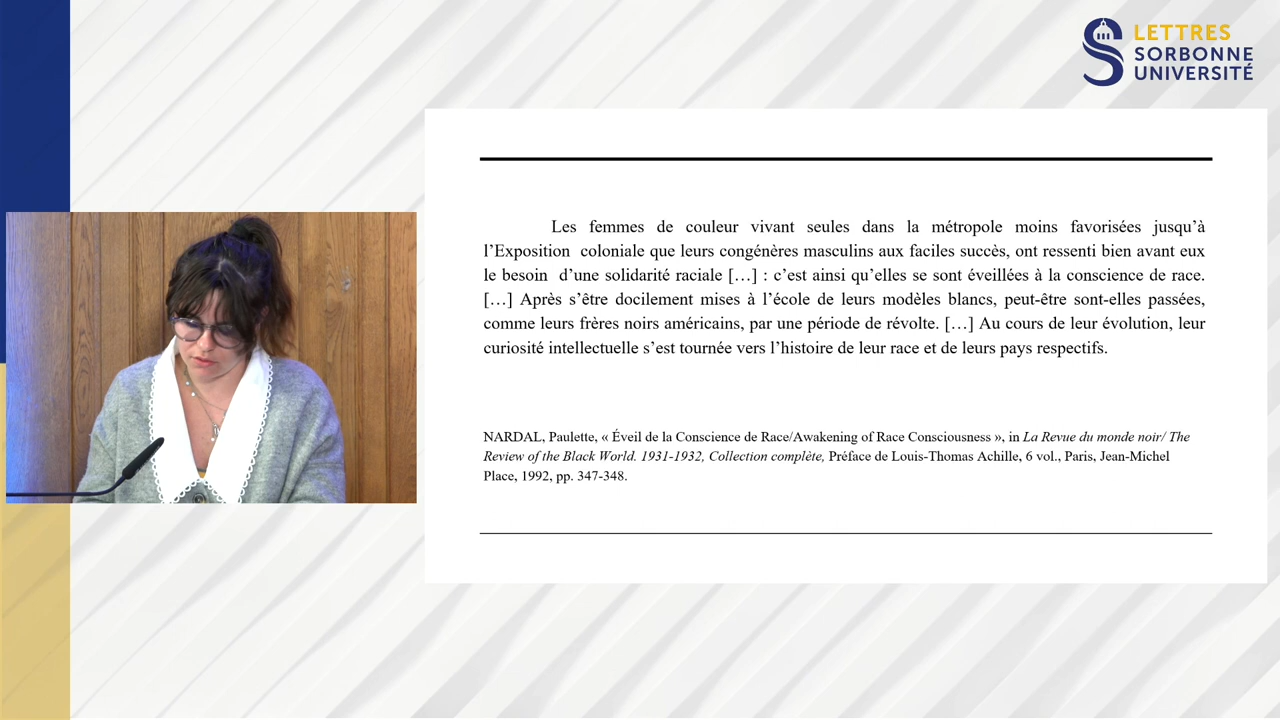 LETTRES
SORBONNE
UNIVERSITÉ
Les femmes de couleur vivant seules dans la métropole moins favorisées jusqu’à
l’Exposition coloniale que leurs congénères masculins aux faciles succès, ont ressenti bien avant eux
le besoin d’une solidarité raciale […] : c’est ainsi qu’elles se sont éveillées à la conscience de race.
[…] Après s’être docilement mises à l’école de leurs modèles blancs, peut-être sont-elles passées,
comme leurs frères noirs américains, par une période de révolte. […] Au cours de leur évolution, leur
curiosité intellectuelle s’est tournée vers l’histoire de leur race et de leurs pays respectifs.
NARDAL, Paulette, « Éveil de la Conscience de Race/Awakening of Race Consciousness », in La Revue du monde noir/ The
Review of the Black World. 1931-1932, Collection complète, Préface de Louis-Thomas Achille, 6 vol., Paris, Jean-Michel
Place, 1992, pp. 347-348.